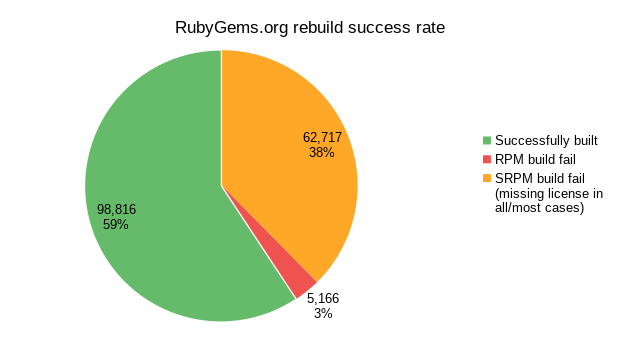 RubyGems.org rebuild success rate
62,717
38%
98,816
59%
5,166
3%
Successfully built
RPM build fail
SRPM build fail
(missing license in
all/most cases)